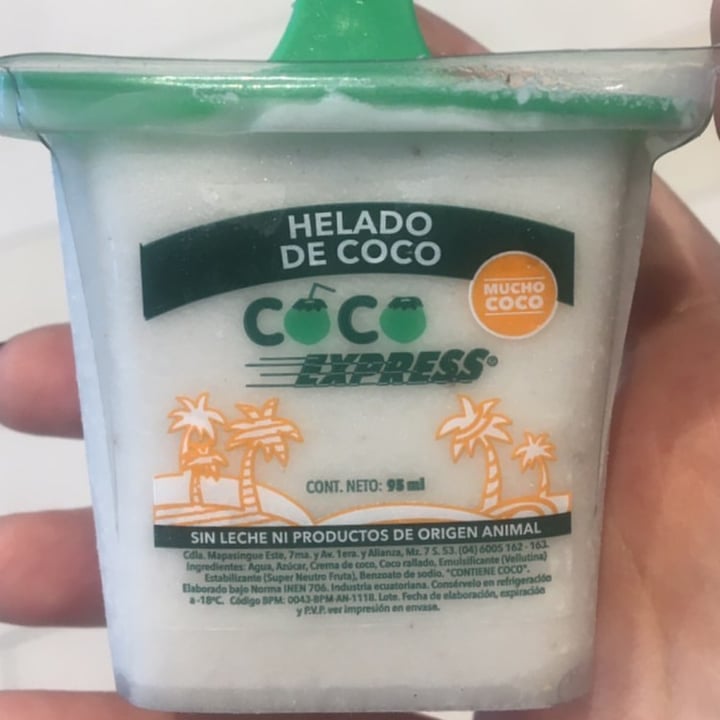 HELADO
DE COCO
MUCHO
COCO
COCO
EXPRESS®
CONT. NETO: 95 ml
SIN LECHE NI PRODUCTOS DE ORIGEN ANIMAL
Cdla. Mapasingue Este, 7ma. y Av. 1era. y Alianza, Mz. 7 S. 53. (04) 6005 162 - 163.
Ingredientes: Agua, Azúcar, Crema de coco, Coco rallado, Emulsificante (Vellutina)
Estabilizante (Super Neutro Fruta), Benzoato de sodio. "CONTIENE COCO".
Elaborado bajo Norma INEN 706. Industria ecuatoriana. Consérvelo en refrigeración
a -18ºC. Código BPM: 0043-BPM-AN-1118. Lote. Fecha de elaboración, expiración
y P.V.P. ver impresión en envase.